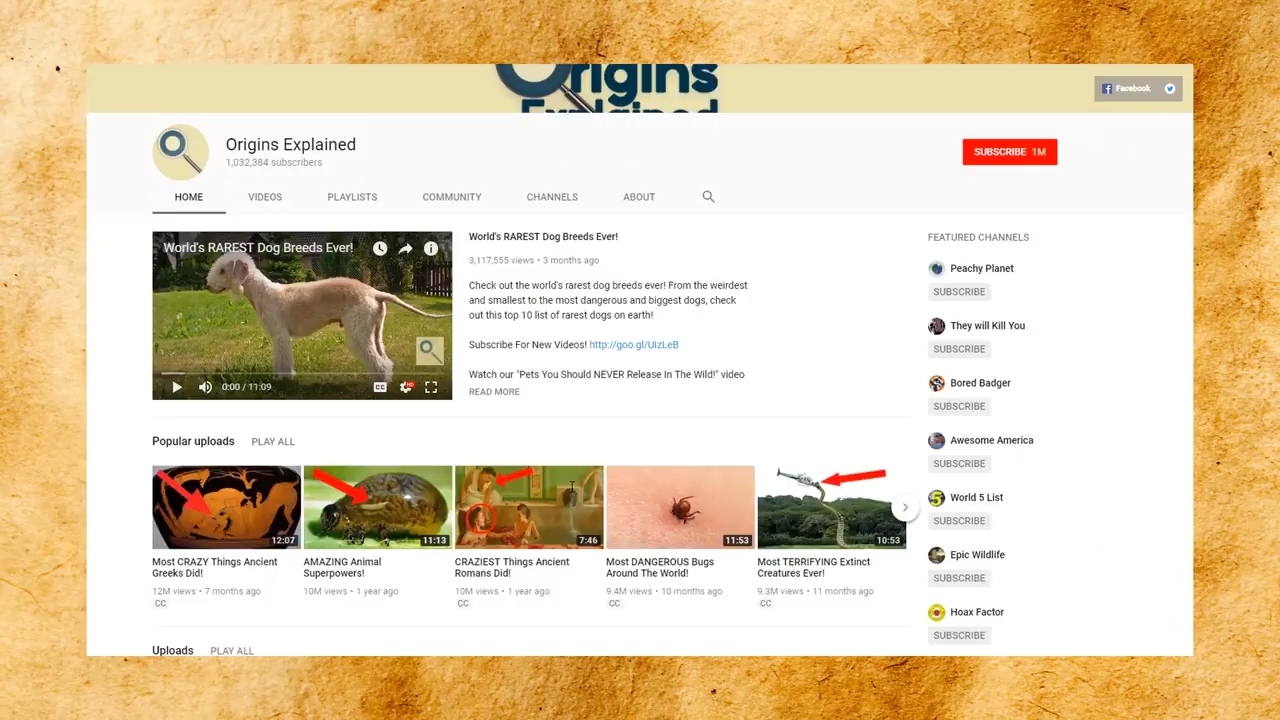 Origins
Explained
Facebook
Origins Explained
1,032,384 subscribers
SUBSCRIBE 1M
HOME
VIDEOS
PLAYLISTS
COMMUNITY
CHANNELS
ABOUT
World's RAREST Dog Breeds Ever!
0:00 / 11:09
CC
HD
World's RAREST Dog Breeds Ever!
3,117,555 views • 3 months ago
Check out the world's rarest dog breeds ever! From the weirdest
and smallest to the most dangerous and biggest dogs, check
out this top 10 list of rarest dogs on earth!
Subscribe For New Videos! http://goo.gl/UIzLeB
Watch our "Pets You Should NEVER Release In The Wild!" video
READ MORE
FEATURED CHANNELS
Peachy Planet
SUBSCRIBE
They will Kill You
SUBSCRIBE
Bored Badger
SUBSCRIBE
Awesome America
SUBSCRIBE
World 5 List
SUBSCRIBE
Epic Wildlife
SUBSCRIBE
Hoax Factor
SUBSCRIBE
Popular uploads
PLAY ALL
12:07
Most CRAZY Things Ancient
Greeks Did!
12M views • 7 months ago
CC
11:13
AMAZING Animal
Superpowers!
10M views • 1 year ago
7:46
CRAZIEST Things Ancient
Romans Did!
10M views • 1 year ago
CC
11:53
Most DANGEROUS Bugs
Around The World!
9.4M views • 10 months ago
CC
10:53
Most TERRIFYING Extinct
Creatures Ever!
9.3M views • 11 months ago
CC
Uploads
PLAY ALL